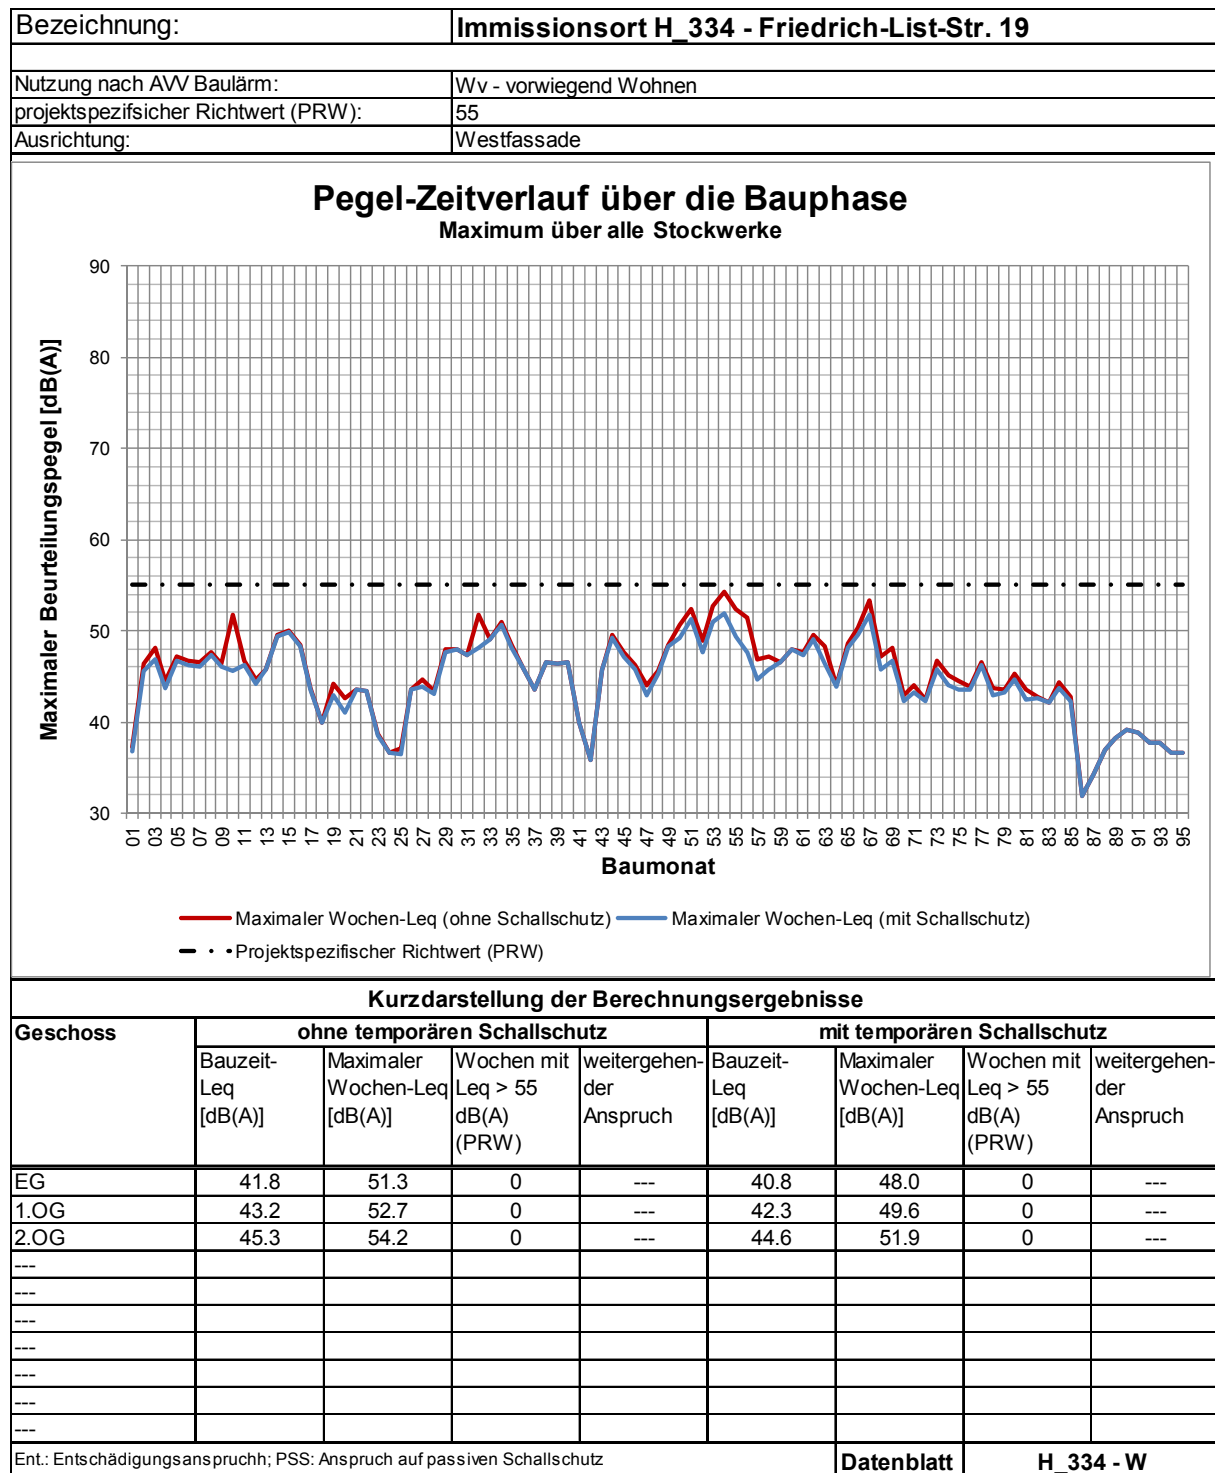 Bezeichnung: Immissionsort H_334 - Friedrich-List-Str. 19
Nutzung nach AVV Baulärm: Wv - vorwiegend Wohnen
projektspezifsicher Richtwert (PRW): 55
Ausrichtung: Westfassade
Pegel-Zeitverlauf über die Bauphase
Maximum über alle Stockwerke
Maximaler Beurteilungspegel [dB(A)]
90
80
70
60
50
40
30
01 03 05 07 09 11 13 15 17 19 21 23 25 27 29 31 33 35 37 39 41 43 45 47 49 51 53 55 57 59 61 63 65 67 69 71 73 75 77 79 81 83 85 87 89 91 93 95
Baumonat
Maximaler Wochen-Leq (ohne Schallschutz) Maximaler Wochen-Leq (mit Schallschutz)
Projektspezifischer Richtwert (PRW)
Kurzdarstellung der Berechnungsergebnisse
Geschoss ohne temporären Schallschutz mit temporären Schallschutz
Bauzeit- Maximaler Wochen mit weitergehen- Bauzeit- Maximaler Wochen mit weitergehen-
Leq Wochen-Leq Leq > 55 der Leq Wochen-Leq Leq > 55 der
[dB(A)] [dB(A)] dB(A) Anspruch [dB(A)] [dB(A)] dB(A) Anspruch
(PRW) (PRW)
EG 41.8 51.3 0 --- 40.8 48.0 0 ---
1.OG 43.2 52.7 0 --- 42.3 49.6 0 ---
2.OG 45.3 54.2 0 --- 44.6 51.9 0 ---
---
---
---
---
---
---
---
Ent.: Entschädigungsanspruchh; PSS: Anspruch auf passiven Schallschutz Datenblatt H_334 - W